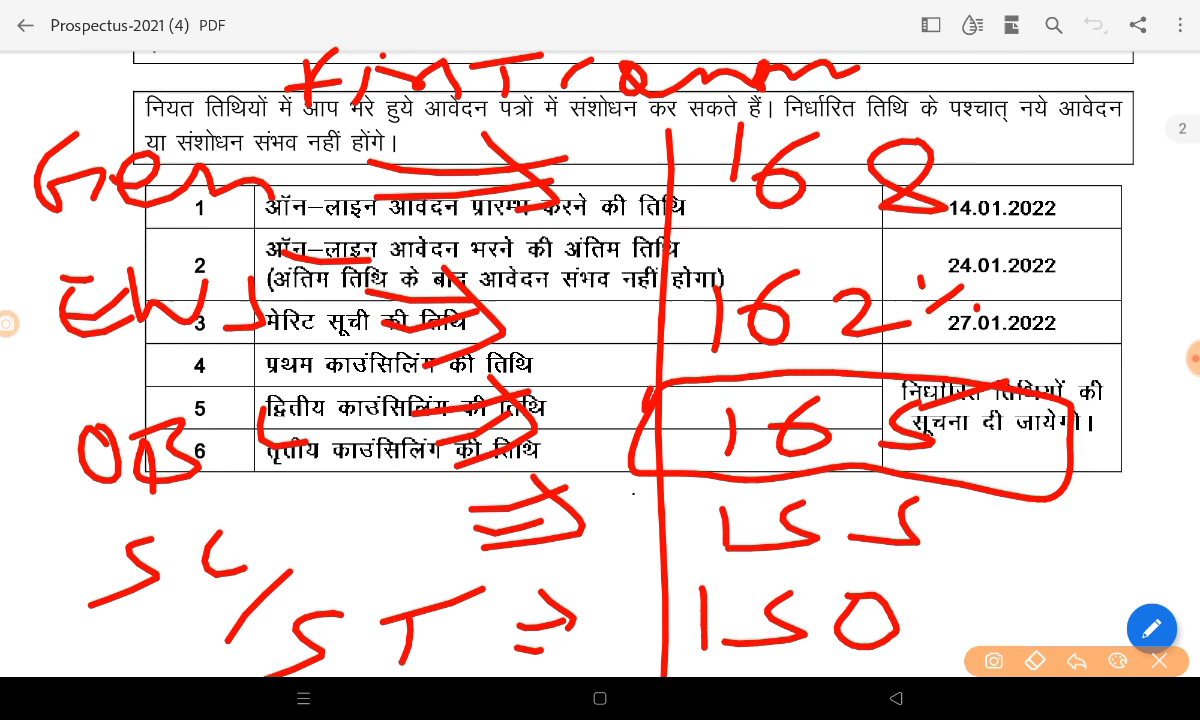 Prospectus-2021 (4) PDF
नियत तिथियों में आप भरे हुये आवेदन पत्रों में संशोधन कर सकते हैं। निर्धारित तिथि के पश्चात् नये आवेदन
या संशोधन संभव नहीं होंगे।
2
Gen 168
1 ऑन–लाइन आवेदन प्रारम्भ करने की तिथि 14.01.2022
2 ऑन–लाइन आवेदन भरने की अंतिम तिथि
(अंतिम तिथि के बाद आवेदन संभव नहीं होगा) 24.01.2022
EWS 162
3 मेरिट सूची की तिथि 27.01.2022
4 प्रथम काउंसिलिंग की तिथि
निर्धारित तिथियों की
सूचना दी जायेगी।
5 द्वितीय काउंसिलिंग की तिथि
OBC 165
6 तृतीय काउंसिलिंग की तिथि
155
SC/
ST 150